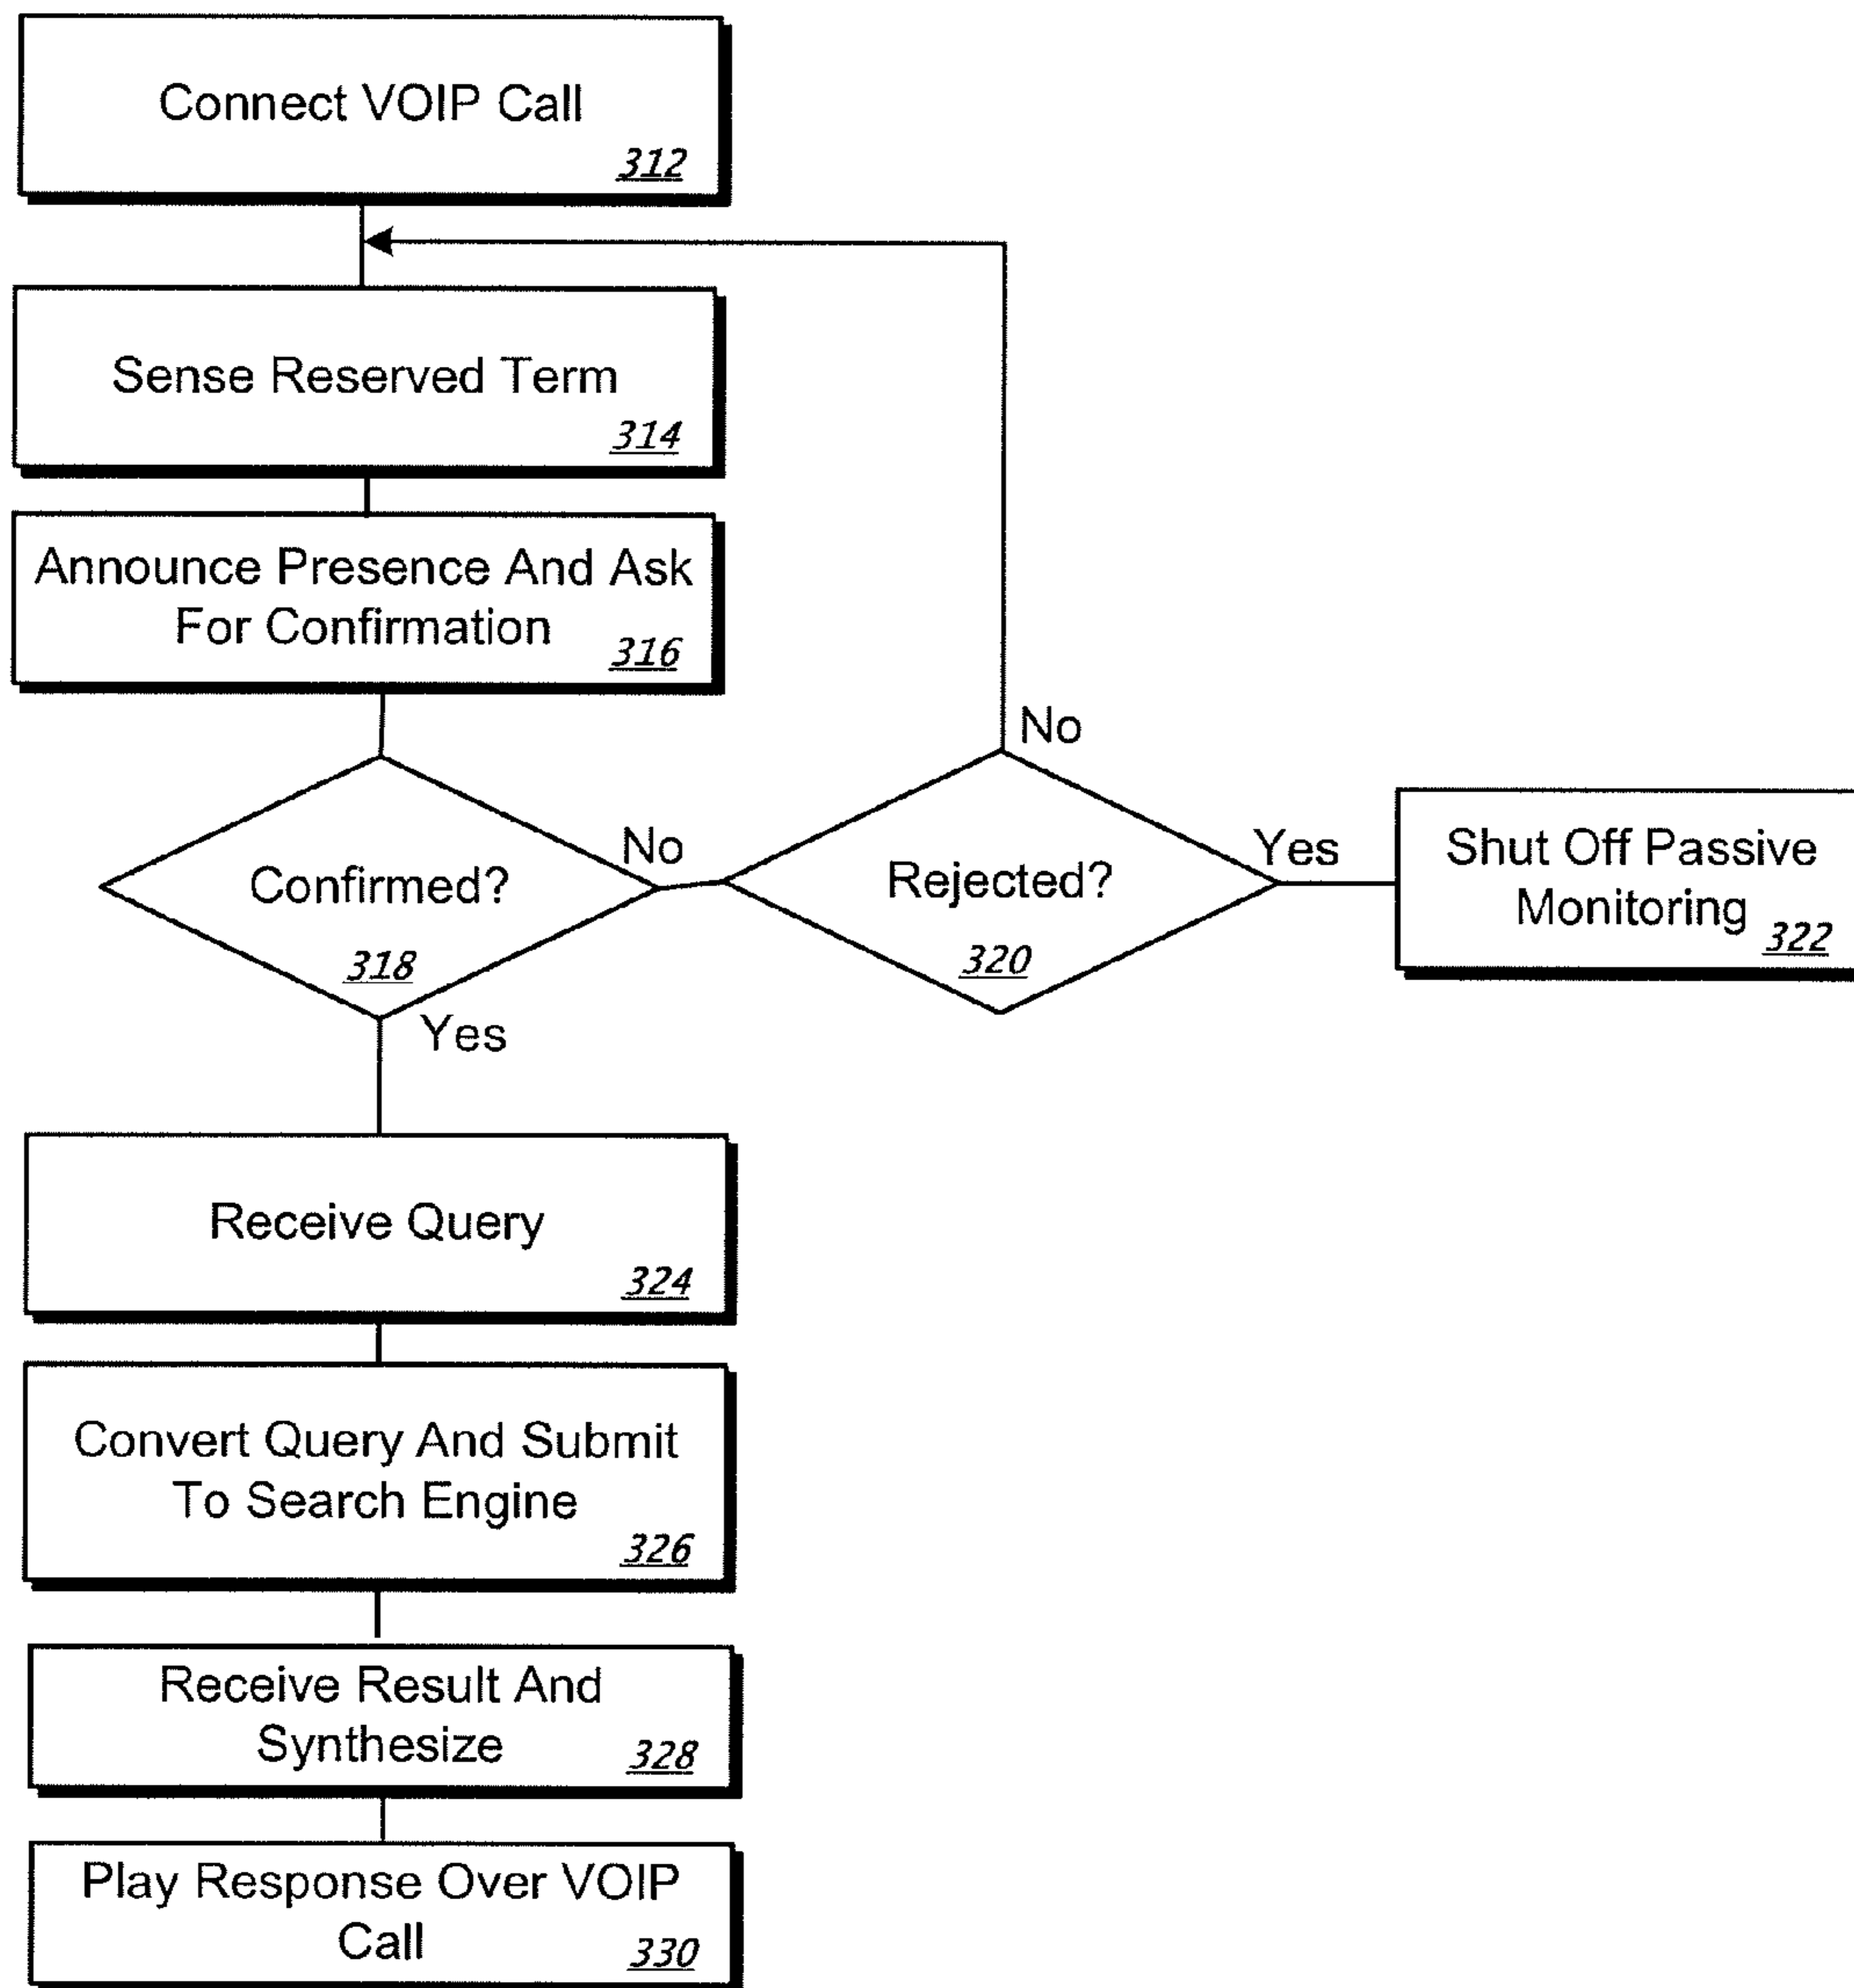 Connect VOIP Call
312
Sense Reserved Term
314
Announce Presence And Ask
For Confirmation
316
No
Confirmed?
318
No
Rejected?
320
Yes
Shut Off Passive
Monitoring
322
Yes
Receive Query
324
Convert Query And Submit
To Search Engine
326
Receive Result And
Synthesize
328
Play Response Over VOIP
Call
330